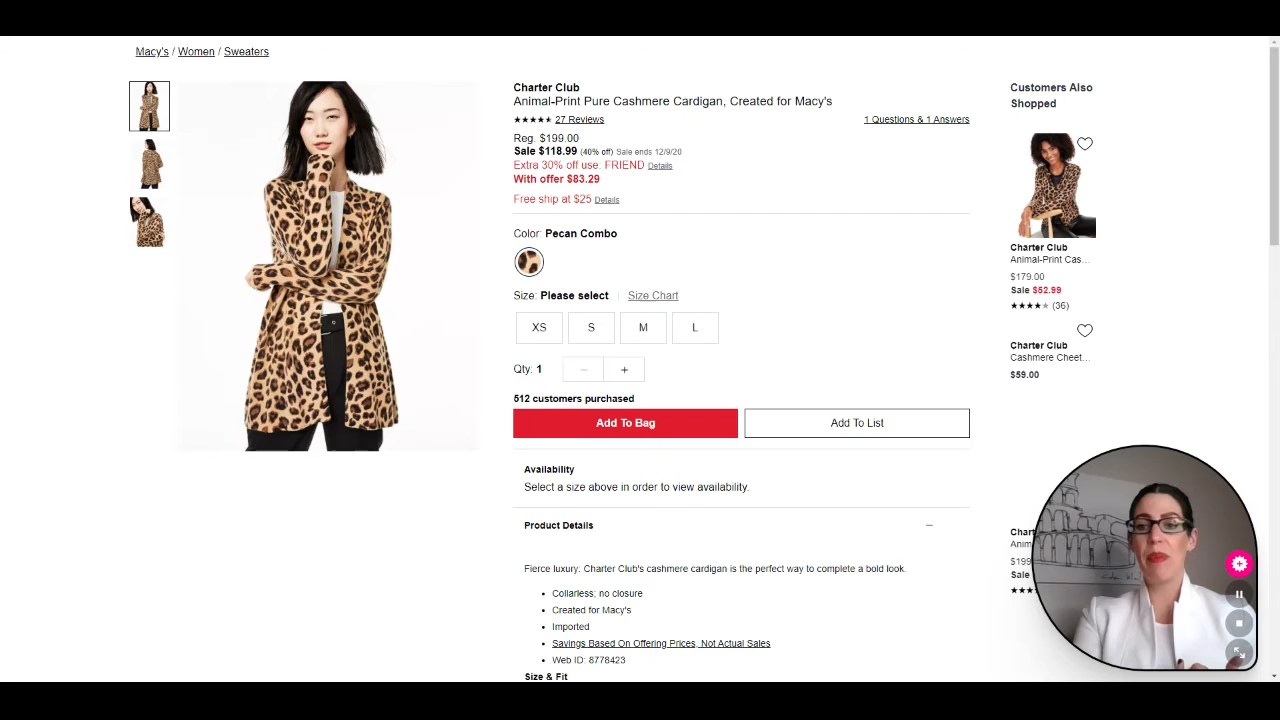 Macy's / Women / Sweaters
Charter Club
Animal-Print Pure Cashmere Cardigan, Created for Macy's
27 Reviews
1 Questions & 1 Answers
Reg. $199.00
Sale $118.99 (40% off) Sale ends 12/9/20
Extra 30% off use: FRIEND Details
With offer $83.29
Free ship at $25 Details
Color: Pecan Combo
Size: Please select | Size Chart
XS S M L
Qty: 1 − +
512 customers purchased
Add To Bag
Add To List
Availability
Select a size above in order to view availability.
Product Details
Fierce luxury: Charter Club's cashmere cardigan is the perfect way to complete a bold look.
Collarless; no closure
Created for Macy's
Imported
Savings Based On Offering Prices, Not Actual Sales
Web ID: 8778423
Size & Fit
Customers Also
Shopped
Charter Club
Animal-Print Cas...
$179.00
Sale $52.99
(36)
Charter Club
Cashmere Cheet...
$59.00
Chart
Anim
$199
Sale